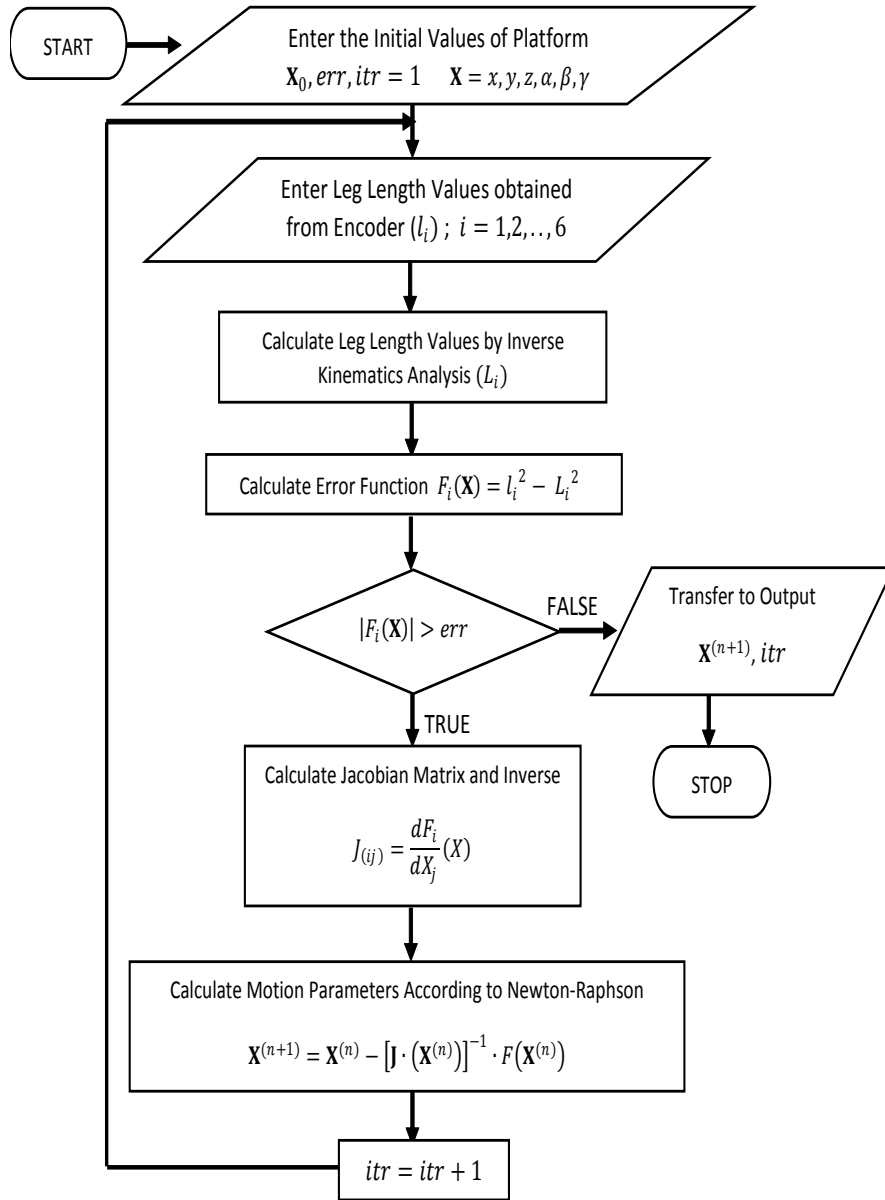 START
Enter the Initial Values of Platform
𝐗₀, err, itr = 1 𝐗 = x, y, z, α, β, γ
Enter Leg Length Values obtained
from Encoder (lᵢ) ; i = 1,2,..,6
Calculate Leg Length Values by Inverse
Kinematics Analysis (Lᵢ)
Calculate Error Function Fᵢ(𝐗) = lᵢ² − Lᵢ²
|Fᵢ(𝐗)| > err
FALSE
Transfer to Output
𝐗⁽ⁿ⁺¹⁾, itr
STOP
TRUE
Calculate Jacobian Matrix and Inverse
J₍ᵢⱼ₎ = dFᵢ/dXⱼ (X)
Calculate Motion Parameters According to Newton-Raphson
𝐗⁽ⁿ⁺¹⁾ = 𝐗⁽ⁿ⁾ − [𝐉 · (𝐗⁽ⁿ⁾)]⁻¹ · F(𝐗⁽ⁿ⁾)
itr = itr + 1